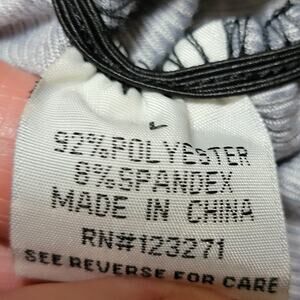 92%POLYESTER
8%SPANDEX
MADE IN CHINA
RN#123271
SEE REVERSE FOR CARE